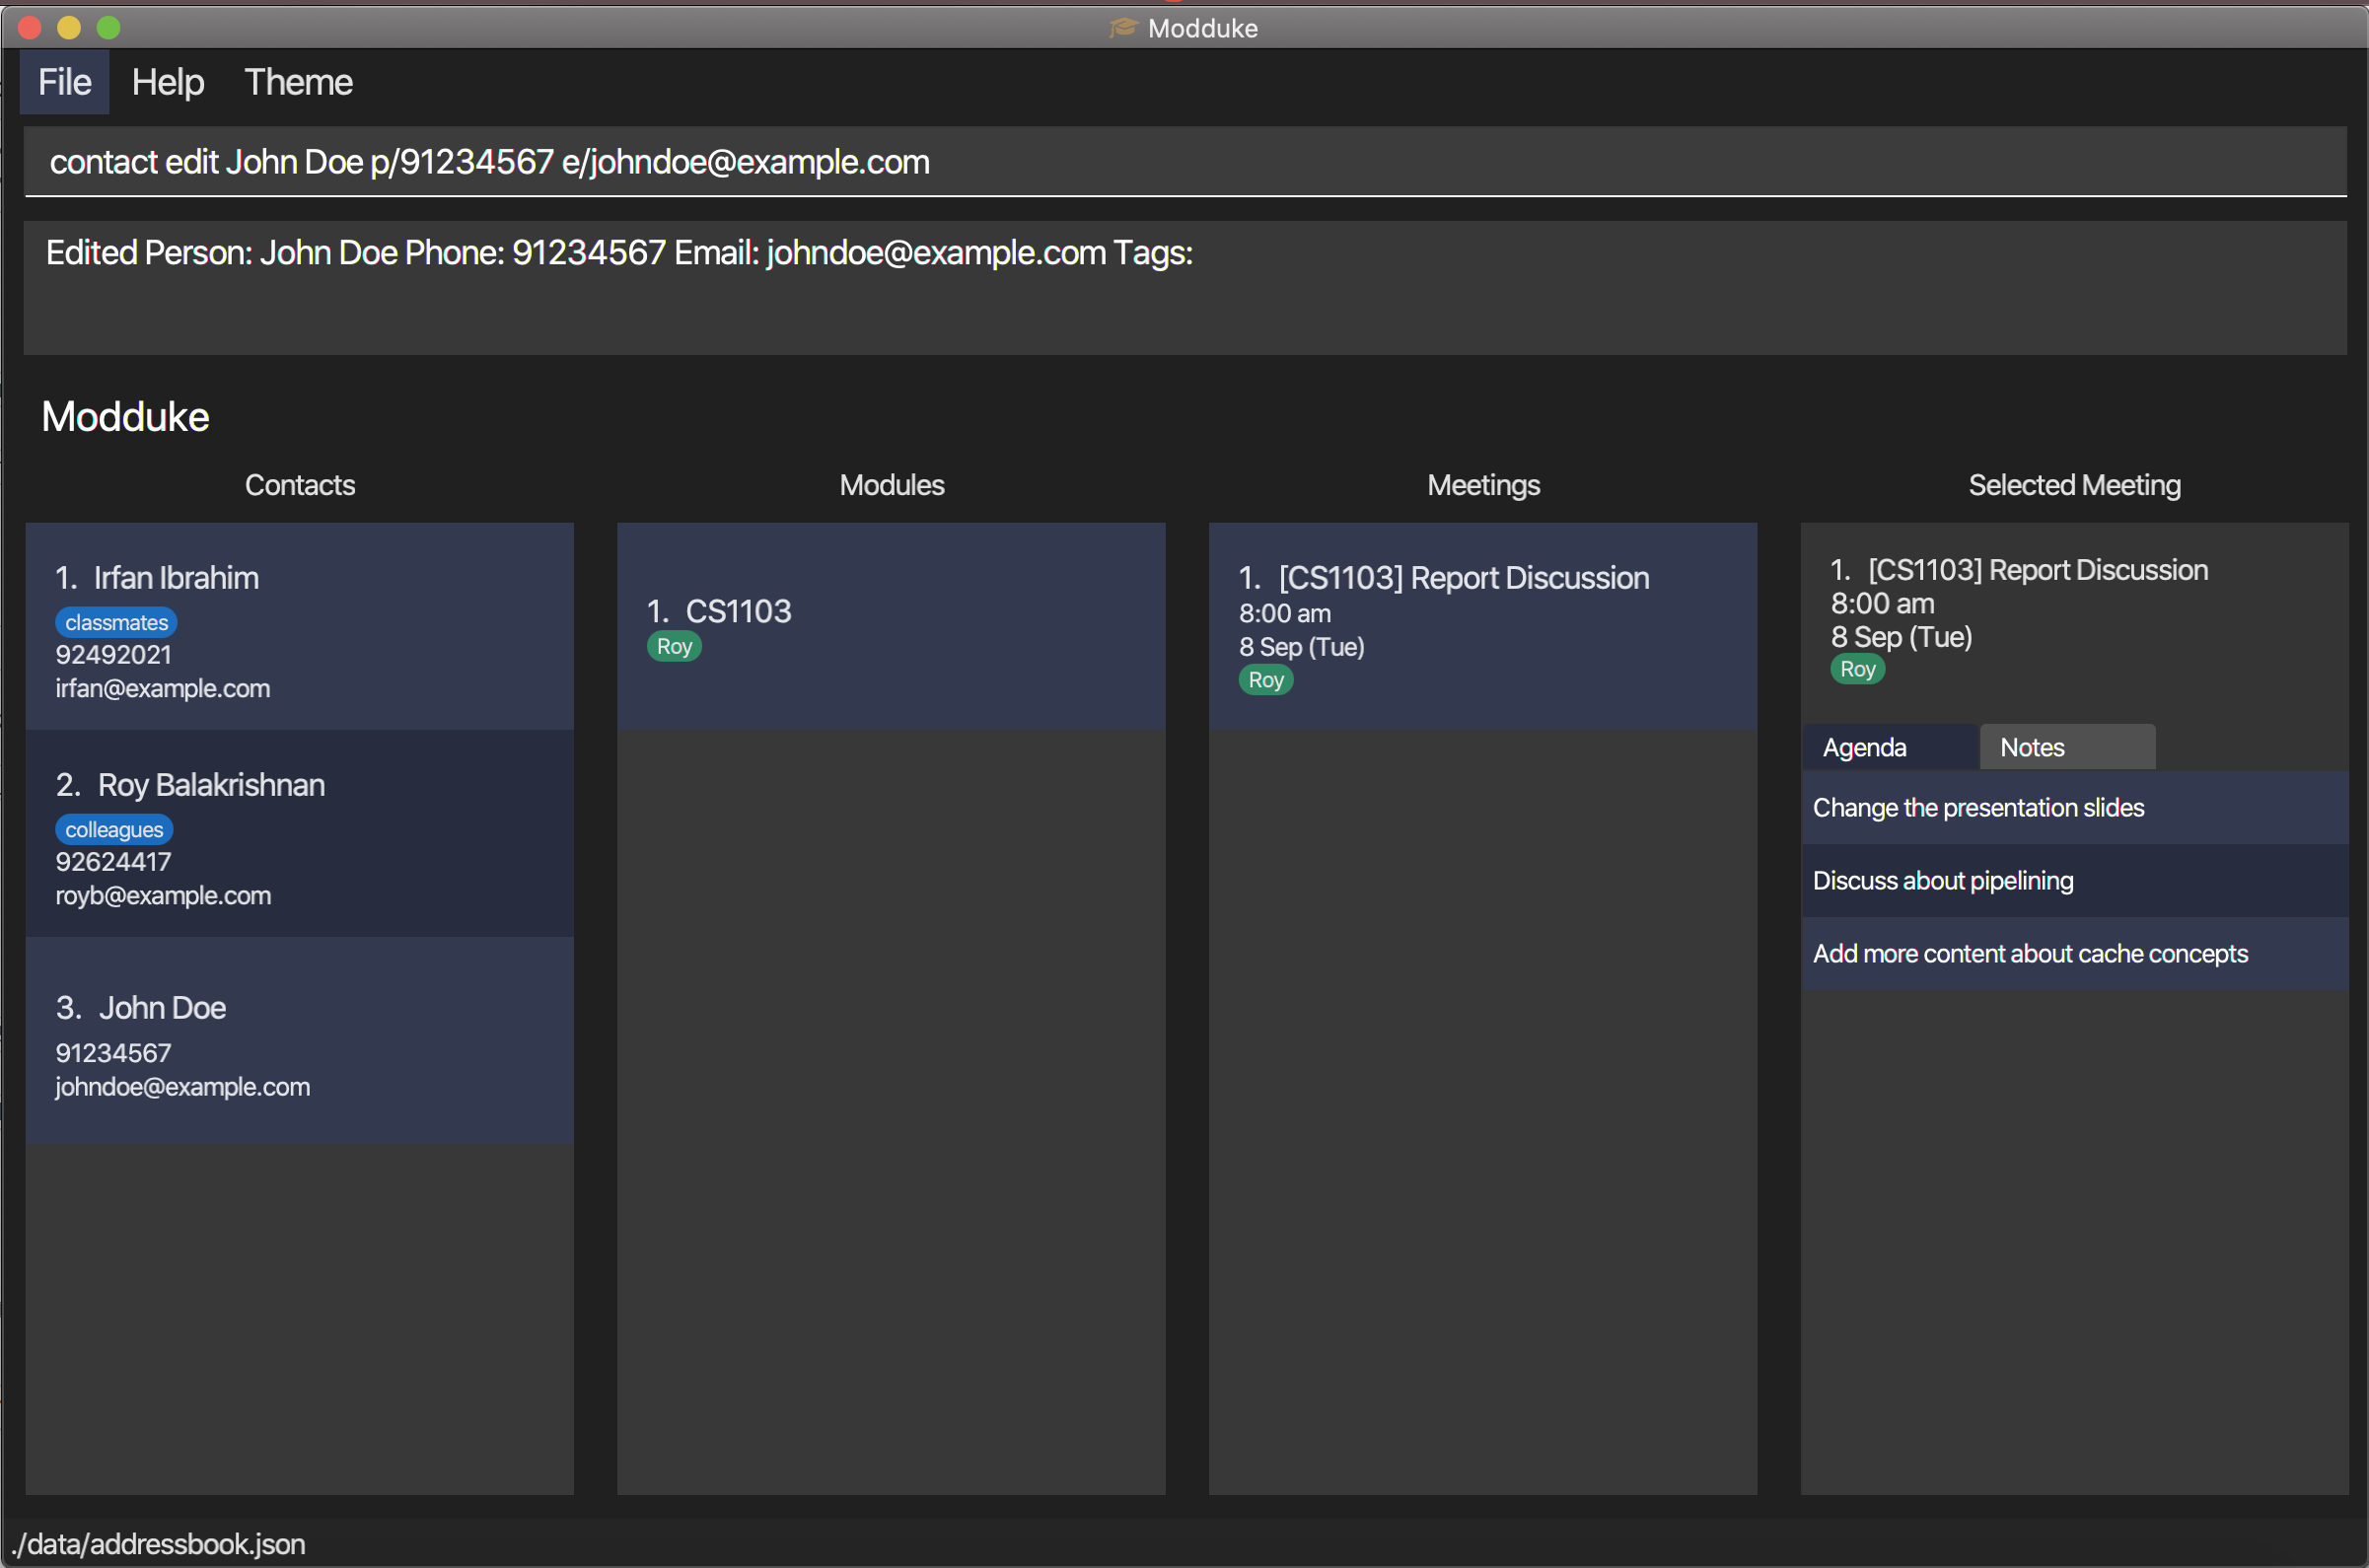 Modduke
File Help Theme
contact edit John Doe p/91234567 e/johndoe@example.com
Edited Person: John Doe Phone: 91234567 Email: johndoe@example.com Tags:
Modduke
Contacts
1. Irfan Ibrahim
classmates
92492021
irfan@example.com
2. Roy Balakrishnan
colleagues
92624417
royb@example.com
3. John Doe
91234567
johndoe@example.com
Modules
1. CS1103
Roy
Meetings
1. [CS1103] Report Discussion
8:00 am
8 Sep (Tue)
Roy
Selected Meeting
1. [CS1103] Report Discussion
8:00 am
8 Sep (Tue)
Roy
Agenda Notes
Change the presentation slides
Discuss about pipelining
Add more content about cache concepts
./data/addressbook.json